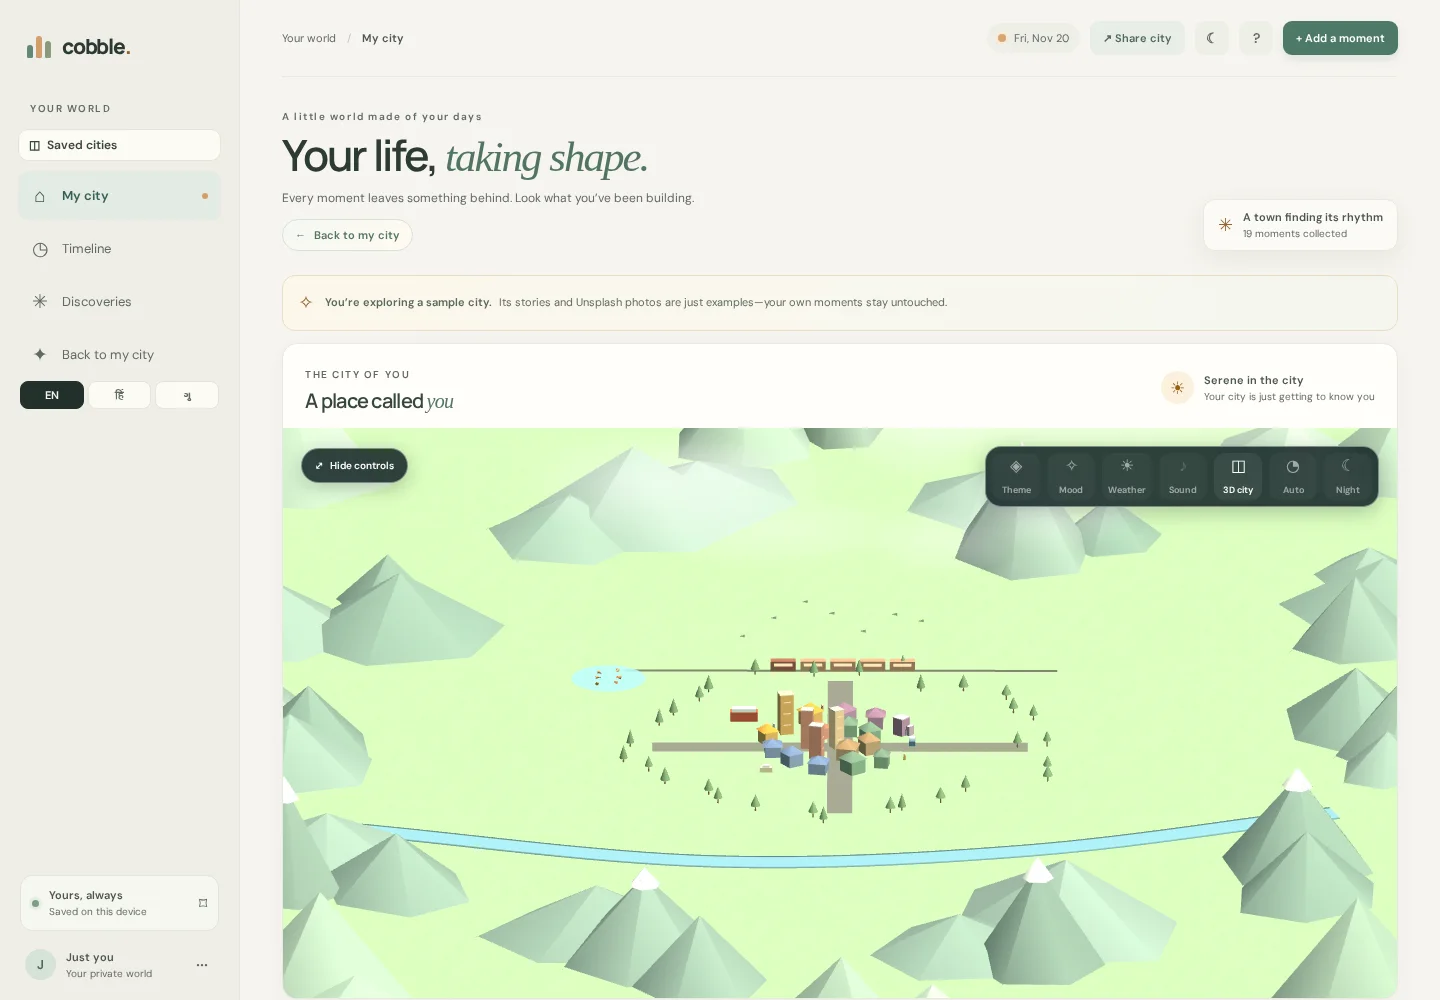 cobble.
YOUR WORLD
Saved cities
My city
Timeline
Discoveries
Back to my city
EN
हिं
ગુ
Yours, always
Saved on this device
J
Just you
Your private world
Your world / My city
Fri, Nov 20
↗ Share city
?
+ Add a moment
A little world made of your days
Your life, taking shape.
Every moment leaves something behind. Look what you’ve been building.
← Back to my city
A town finding its rhythm
19 moments collected
You’re exploring a sample city. Its stories and Unsplash photos are just examples—your own moments stay untouched.
THE CITY OF YOU
A place called you
Serene in the city
Your city is just getting to know you
Hide controls
Theme
Mood
Weather
Sound
3D city
Auto
Night